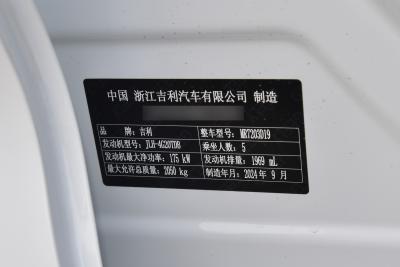 中国 浙江吉利汽车有限公司 制造
品 牌: 吉利 整车型号: MR7203D19
发动机型号: JLH-4G20TDB 乘坐人数: 5
发动机最大净功率: 175 kW 发动机排量: 1969 mL
最大允许总质量: 2050 kg 制造年月: 2024 年 9 月